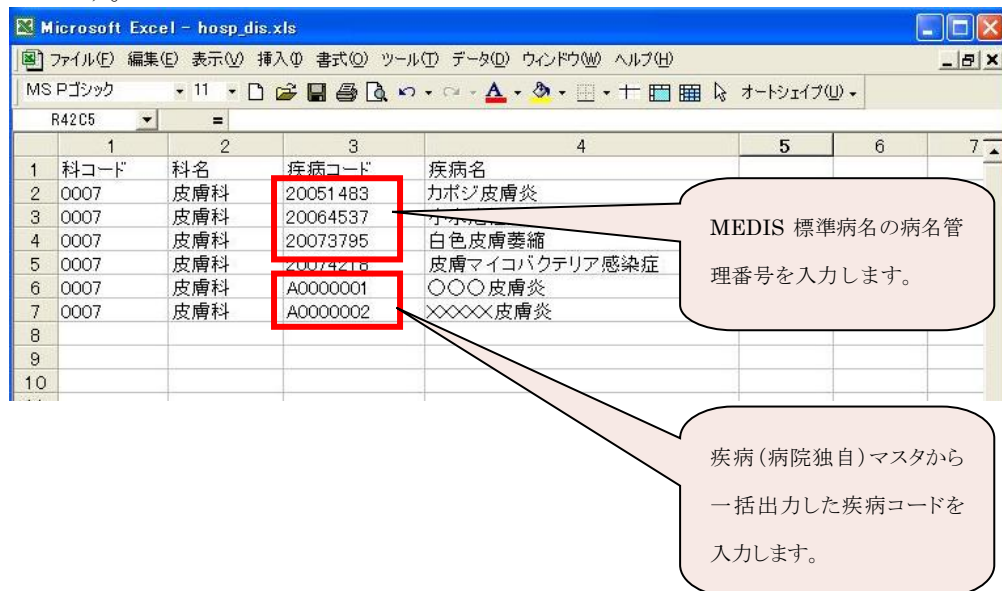 Microsoft Excel - hosp_dis.xls
ファイル(F) 編集(E) 表示(V) 挿入(I) 書式(O) ツール(T) データ(D) ウィンドウ(W) ヘルプ(H)
MS Pゴシック 11 オートシェイプ(U)
R42C5 =
1 2 3 4 5 6 7
1 科コード 科名 疾病コード 疾病名
2 0007 皮膚科 20051483 カポジ皮膚炎
3 0007 皮膚科 20064537
4 0007 皮膚科 20073795 白色皮膚萎縮
5 0007 皮膚科 20074218 皮膚マイコバクテリア感染症
6 0007 皮膚科 A0000001 〇〇〇皮膚炎
7 0007 皮膚科 A0000002 ×××××皮膚炎
8
9
10
MEDIS 標準病名の病名管
理番号を入力します。
疾病(病院独自)マスタから
一括出力した疾病コードを
入力します。